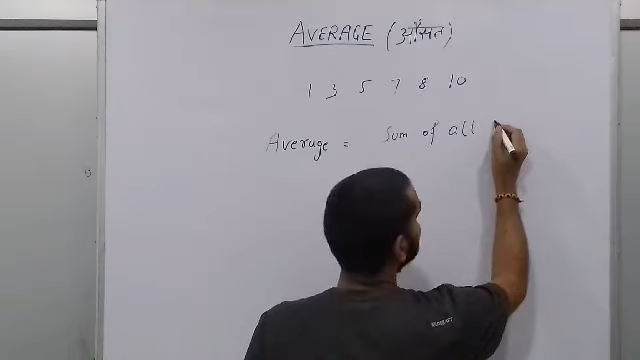 AVERAGE (औसत)
1 3 5 7 8 10
Average = Sum of all